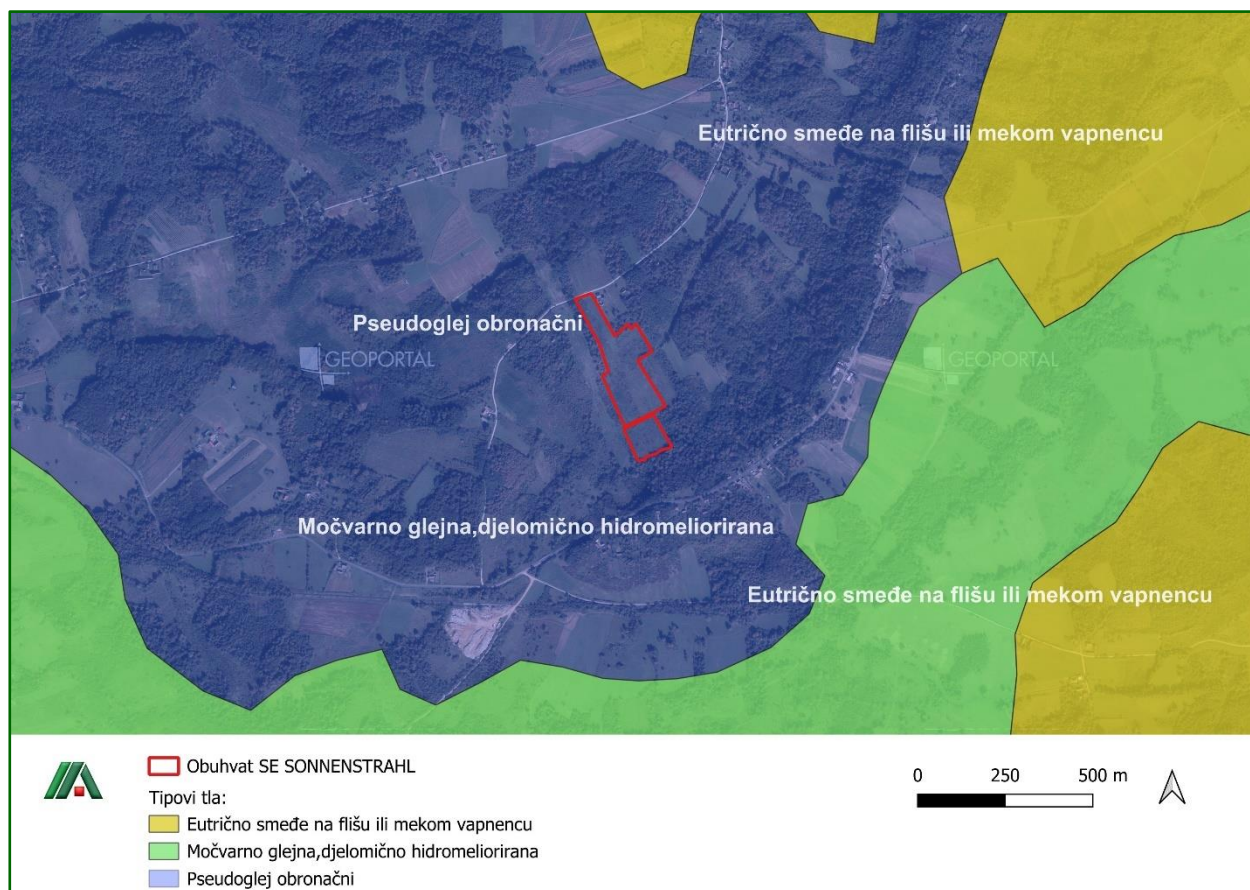 Eutrično smeđe na flišu ili mekom vapnencu
Pseudoglej obronačni
GEOPORTAL
GEOPORTAL
Močvarno glejna,djelomično hidromeliorirana
Eutrično smeđe na flišu ili mekom vapnencu
Obuhvat SE SONNENSTRAHL
Tipovi tla:
Eutrično smeđe na flišu ili mekom vapnencu
Močvarno glejna,djelomično hidromeliorirana
Pseudoglej obronačni
0 250 500 m